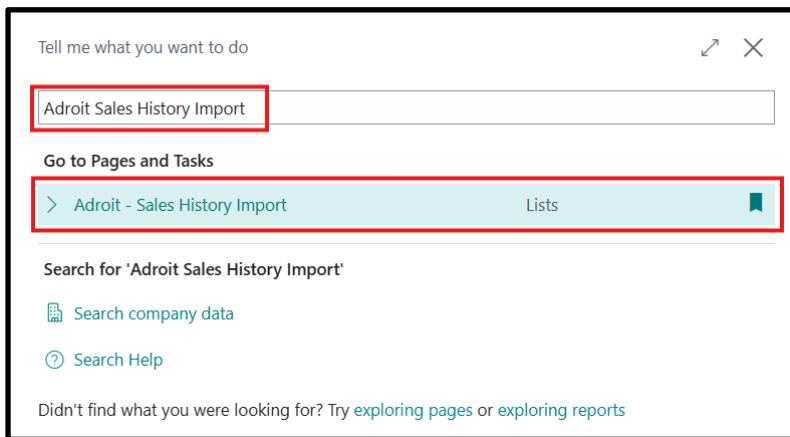 Tell me what you want to do
Adroit Sales History Import
Go to Pages and Tasks
Adroit - Sales History Import Lists
Search for 'Adroit Sales History Import'
Search company data
Search Help
Didn't find what you were looking for? Try exploring pages or exploring reports